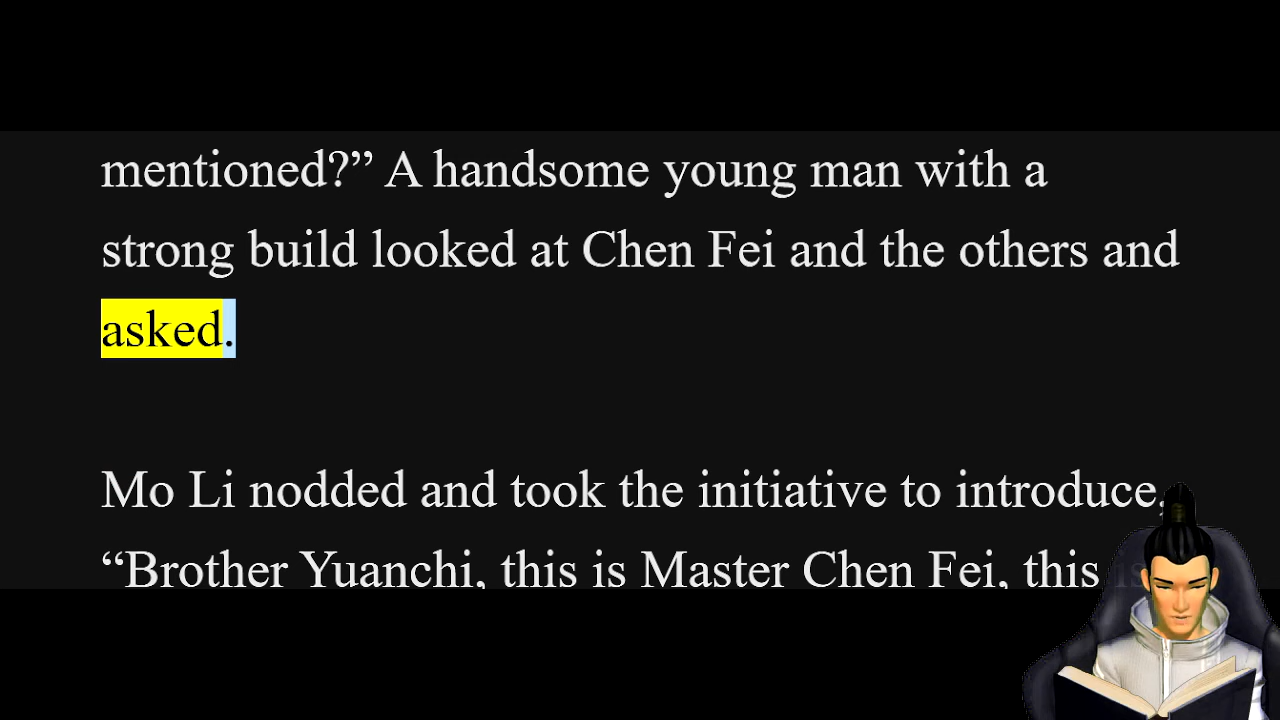 mentioned?” A handsome young man with a
strong build looked at Chen Fei and the others and
asked.
Mo Li nodded and took the initiative to introduce,
“Brother Yuanchi, this is Master Chen Fei, this is